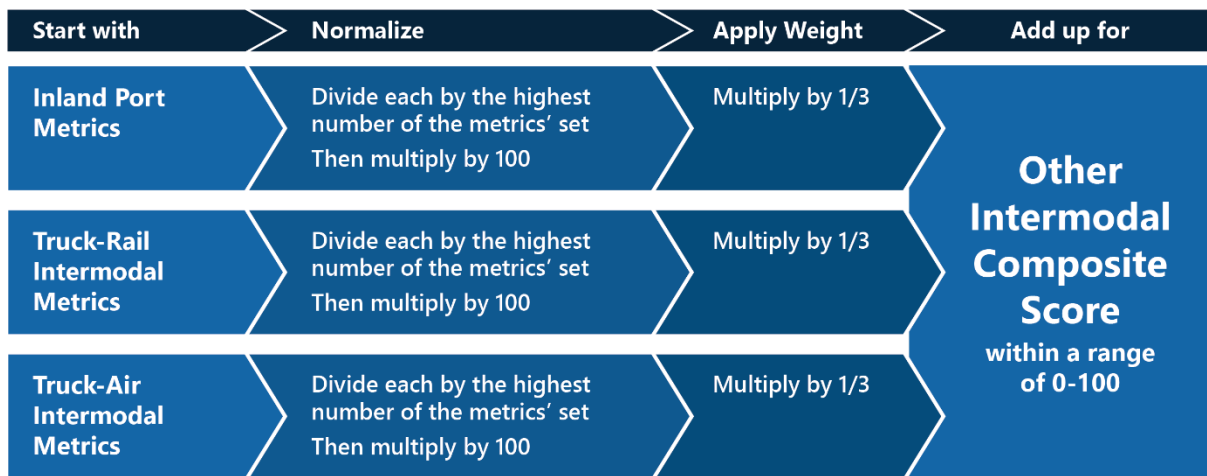 Start with
Normalize
Apply Weight
Add up for
Inland Port
Metrics
Divide each by the highest
number of the metrics’ set
Then multiply by 100
Multiply by 1/3
Truck-Rail
Intermodal
Metrics
Divide each by the highest
number of the metrics’ set
Then multiply by 100
Multiply by 1/3
Truck-Air
Intermodal
Metrics
Divide each by the highest
number of the metrics’ set
Then multiply by 100
Multiply by 1/3
Other
Intermodal
Composite
Score
within a range
of 0-100